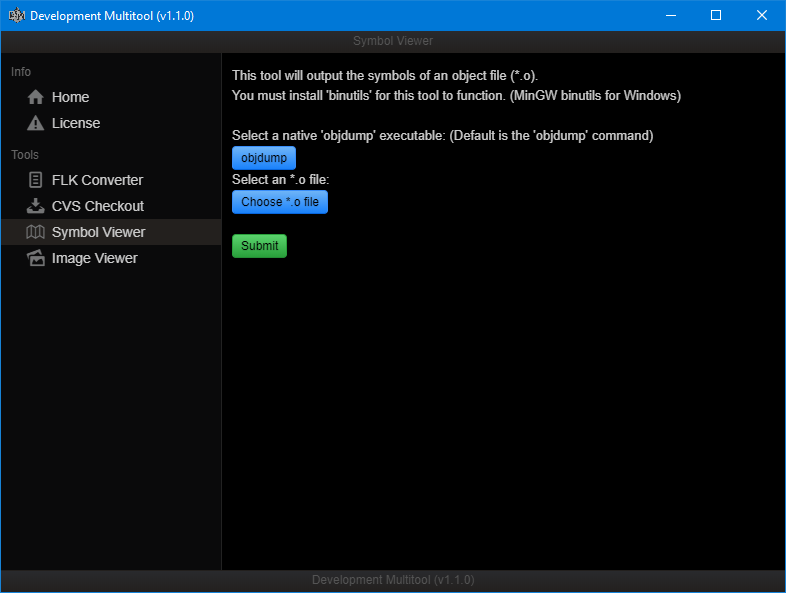 Development Multitool (v1.1.0)
Symbol Viewer
Info
Home
License
Tools
FLK Converter
CVS Checkout
Symbol Viewer
Image Viewer
This tool will output the symbols of an object file (*.o).
You must install 'binutils' for this tool to function. (MinGW binutils for Windows)
Select a native 'objdump' executable: (Default is the 'objdump' command)
objdump
Select an *.o file:
Choose *.o file
Submit
Development Multitool (v1.1.0)